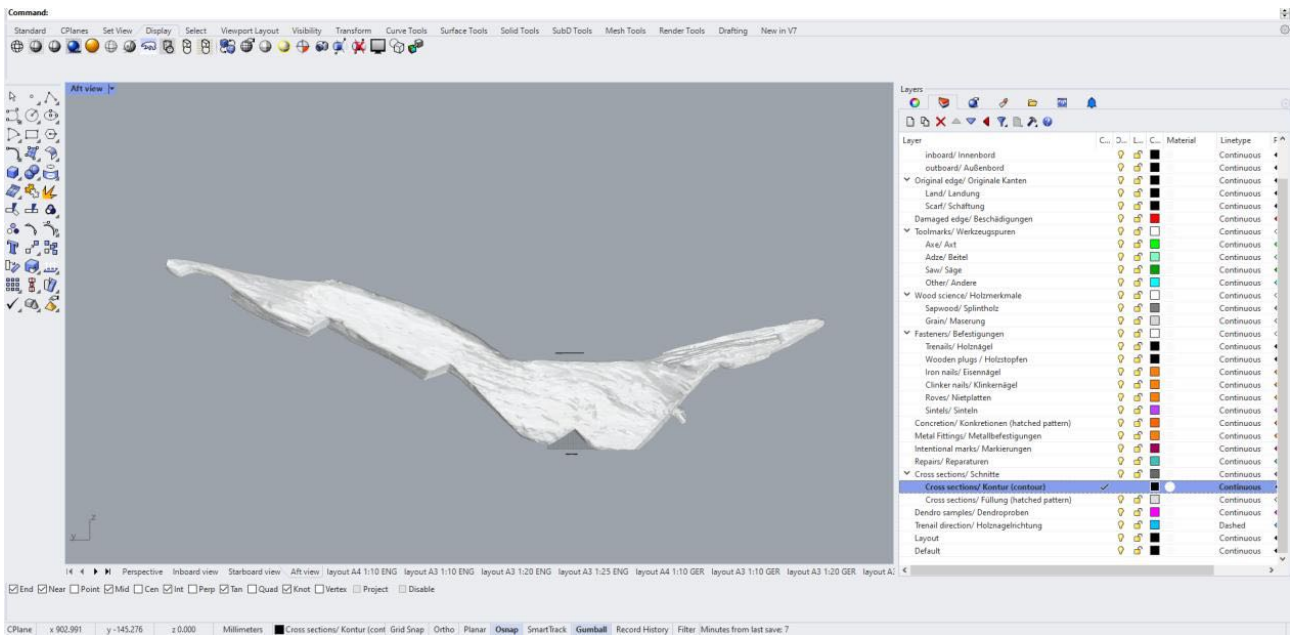 Command:
Standard CPlanes Set View Display Select Viewport Layout Visibility Transform Curve Tools Surface Tools Solid Tools SubD Tools Mesh Tools Render Tools Drafting New in V7
Aft view
Layers
Layer C... O... L... C... Material Linetype
inboard/ Innenbord Continuous
outboard/ Außenbord Continuous
Original edge/ Originale Kanten Continuous
Land/ Landung Continuous
Scarf/ Schäftung Continuous
Damaged edge/ Beschädigungen Continuous
Toolmarks/ Werkzeugspuren Continuous
Axe/ Axt Continuous
Adze/ Beitel Continuous
Saw/ Säge Continuous
Other/ Andere Continuous
Wood science/ Holzmerkmale Continuous
Sapwood/ Splintholz Continuous
Grain/ Maserung Continuous
Fasteners/ Befestigungen Continuous
Trenails/ Holznägel Continuous
Wooden plugs / Holzstopfen Continuous
Iron nails/ Eisennägel Continuous
Clinker nails/ Klinkernägel Continuous
Roves/ Nietplatten Continuous
Sintels/ Sinteln Continuous
Concretion/ Konkretionen (hatched pattern) Continuous
Metal Fittings/ Metallbefestigungen Continuous
Intentional marks/ Markierungen Continuous
Repairs/ Reparaturen Continuous
Cross sections/ Schnitte Continuous
Cross sections/ Kontur (contour) Continuous
Cross sections/ Füllung (hatched pattern) Continuous
Dendro samples/ Dendroproben Continuous
Trenail direction/ Holznagelrichtung Dashed
Layout Continuous
Default Continuous
z
y
Perspective Inboard view Starboard view Aft view layout A4 1:10 ENG layout A3 1:10 ENG layout A3 1:20 ENG layout A3 1:25 ENG layout A4 1:10 GER layout A3 1:10 GER layout A3 1:20 GER layout A:
End Near Point Mid Cen Int Perp Tan Quad Knot Vertex Project Disable
CPlane x 902.991 y -145.276 z 0.000 Millimeters Cross sections/ Kontur (cont Grid Snap Ortho Planar Osnap SmartTrack Gumball Record History Filter Minutes from last save: 7